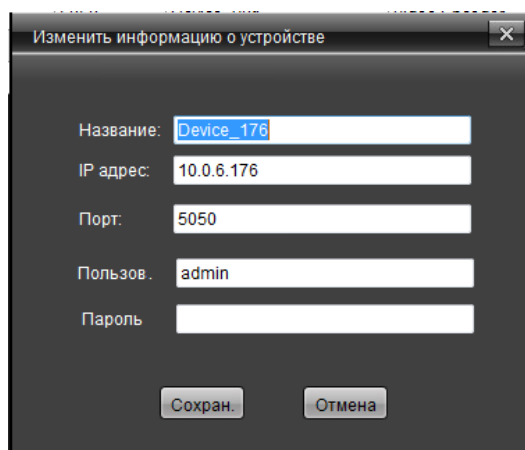 Изменить информацию о устройстве
Название: Device_176
IP адрес: 10.0.6.176
Порт: 5050
Пользов. admin
Пароль
Сохран. Отмена